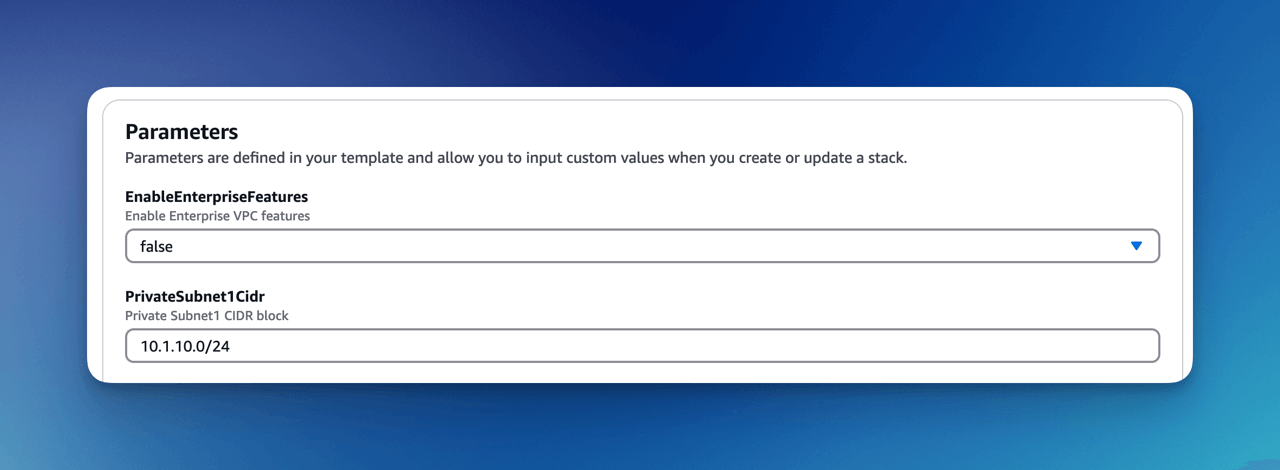 Parameters
Parameters are defined in your template and allow you to input custom values when you create or update a stack.
EnableEnterpriseFeatures
Enable Enterprise VPC features
false
PrivateSubnet1Cidr
Private Subnet1 CIDR block
10.1.10.0/24